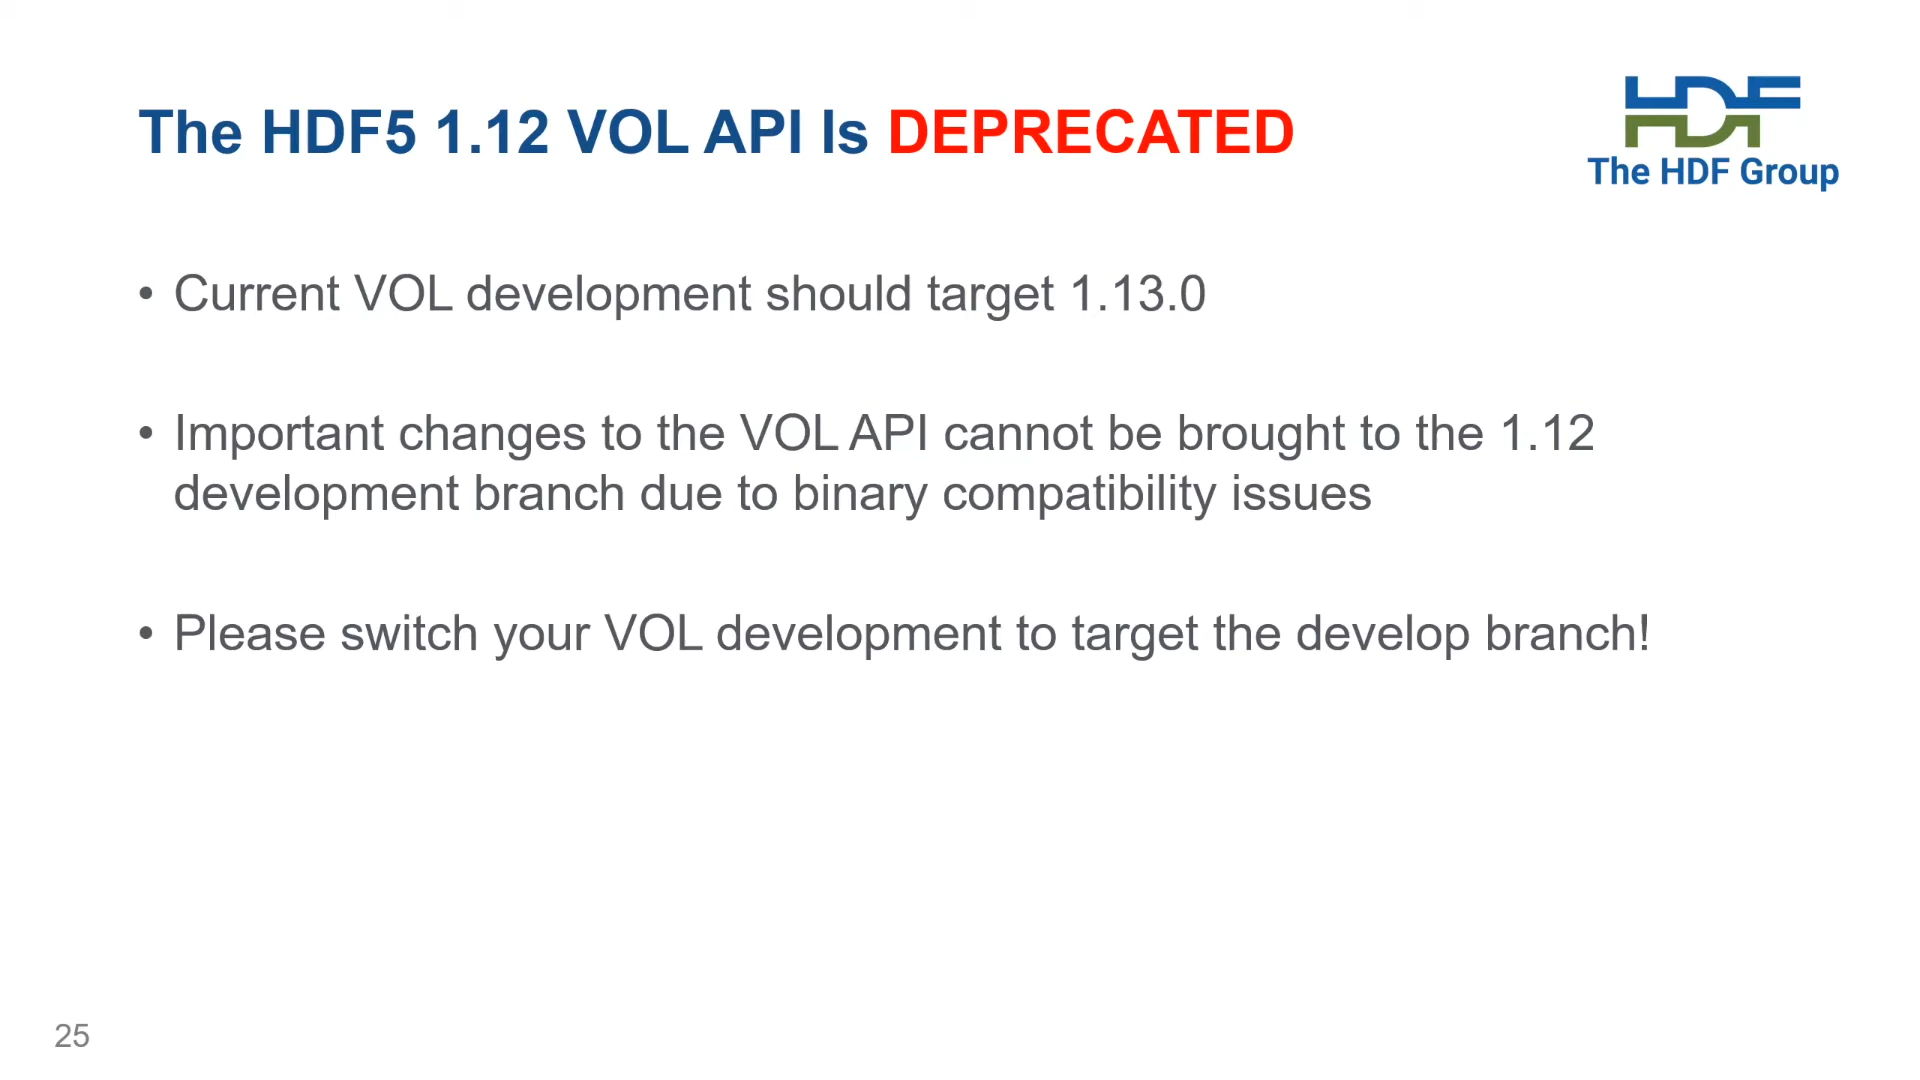 The HDF5 1.12 VOL API Is DEPRECATED
HDF
The HDF Group
• Current VOL development should target 1.13.0
• Important changes to the VOL API cannot be brought to the 1.12
development branch due to binary compatibility issues
• Please switch your VOL development to target the develop branch!
25